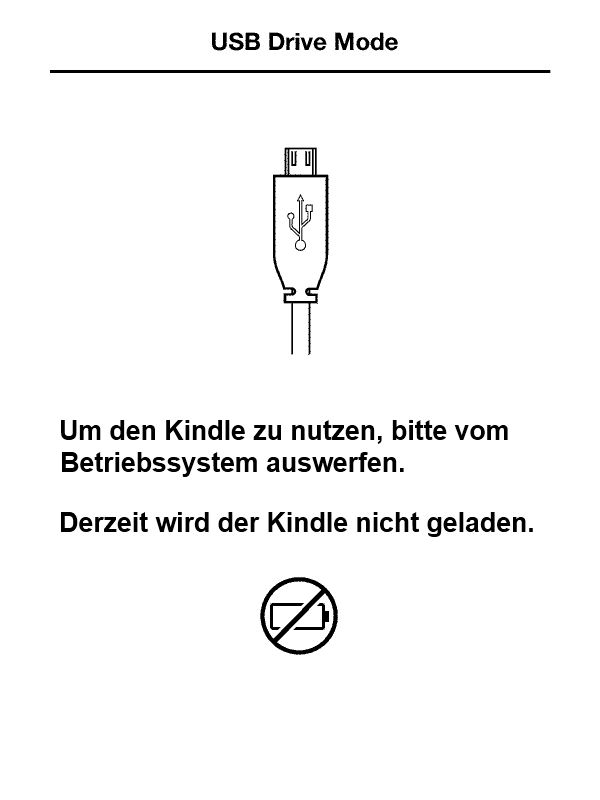 USB Drive Mode
Um den Kindle zu nutzen, bitte vom
Betriebssystem auswerfen.
Derzeit wird der Kindle nicht geladen.